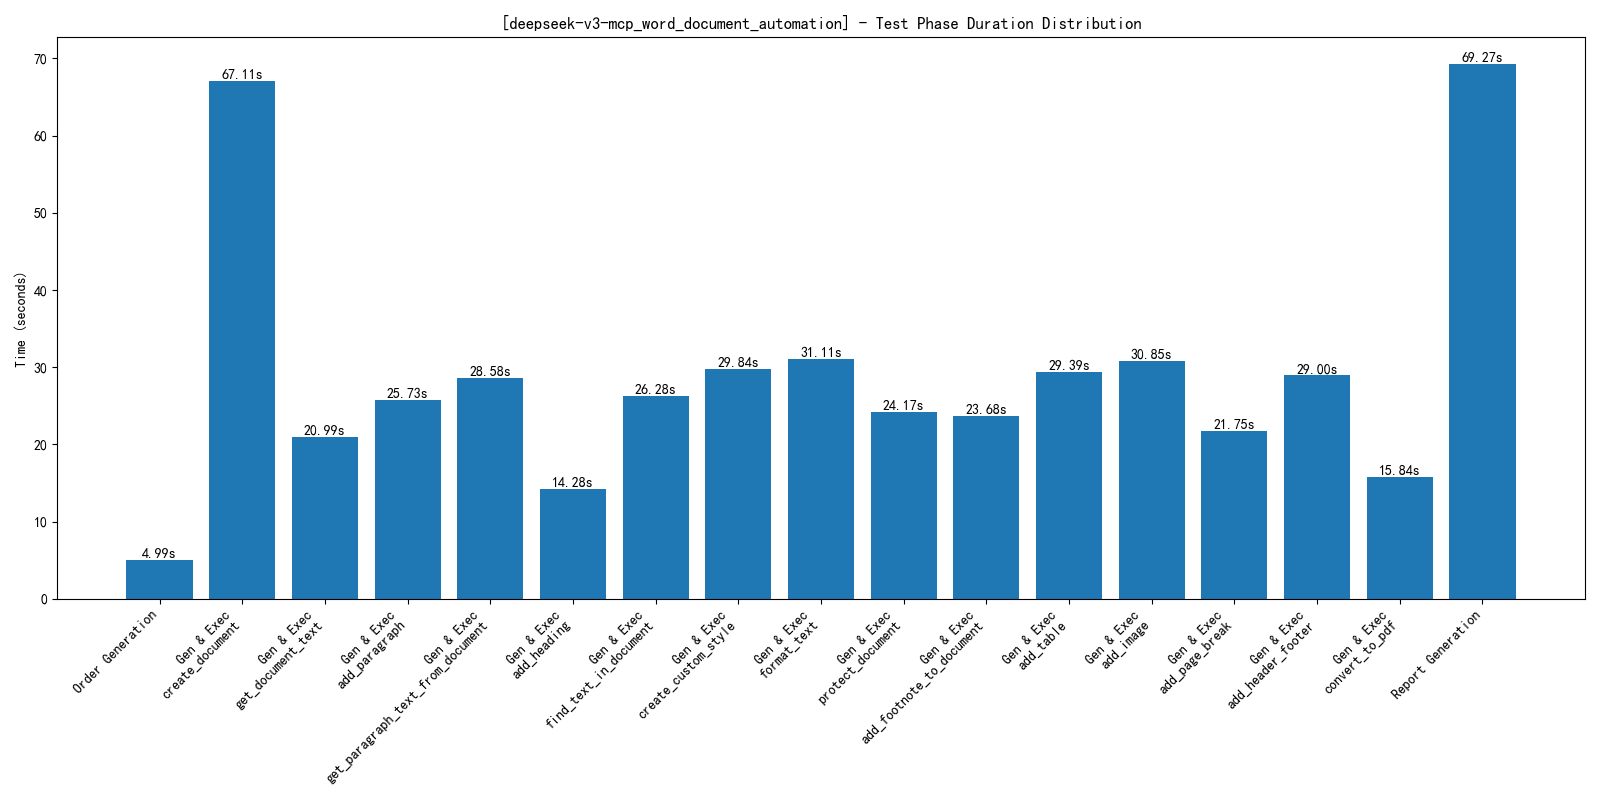 [deepseek-v3-mcp_word_document_automation] - Test Phase Duration Distribution
Time (seconds)
70
60
50
40
30
20
10
0
4.99s
67.11s
20.99s
25.73s
28.58s
14.28s
26.28s
29.84s
31.11s
24.17s
23.68s
29.39s
30.85s
21.75s
29.00s
15.84s
69.27s
Order Generation
Gen & Exec
create_document
Gen & Exec
get_document_text
Gen & Exec
add_paragraph
Gen & Exec
get_paragraph_text_from_document
Gen & Exec
add_heading
Gen & Exec
find_text_in_document
Gen & Exec
create_custom_style
Gen & Exec
format_text
Gen & Exec
protect_document
Gen & Exec
add_footnote_to_document
Gen & Exec
add_table
Gen & Exec
add_image
Gen & Exec
add_page_break
Gen & Exec
add_header_footer
Gen & Exec
convert_to_pdf
Report Generation